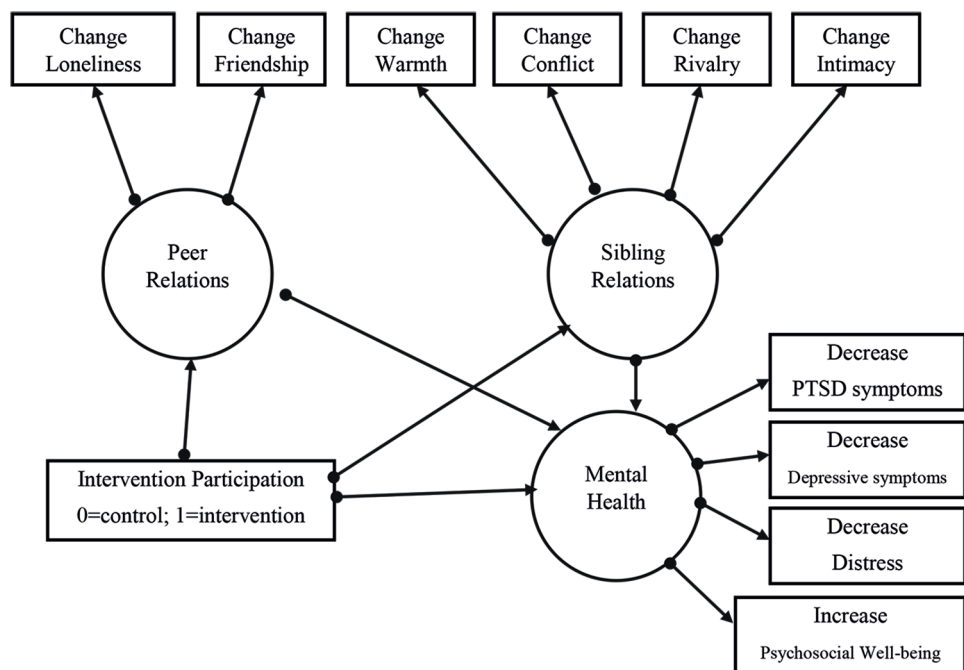 Change
Loneliness
Change
Friendship
Change
Warmth
Change
Conflict
Change
Rivalry
Change
Intimacy
Peer
Relations
Sibling
Relations
Decrease
PTSD symptoms
Decrease
Depressive symptoms
Intervention Participation
0=control; 1=intervention
Mental
Health
Decrease
Distress
Increase
Psychosocial Well-being